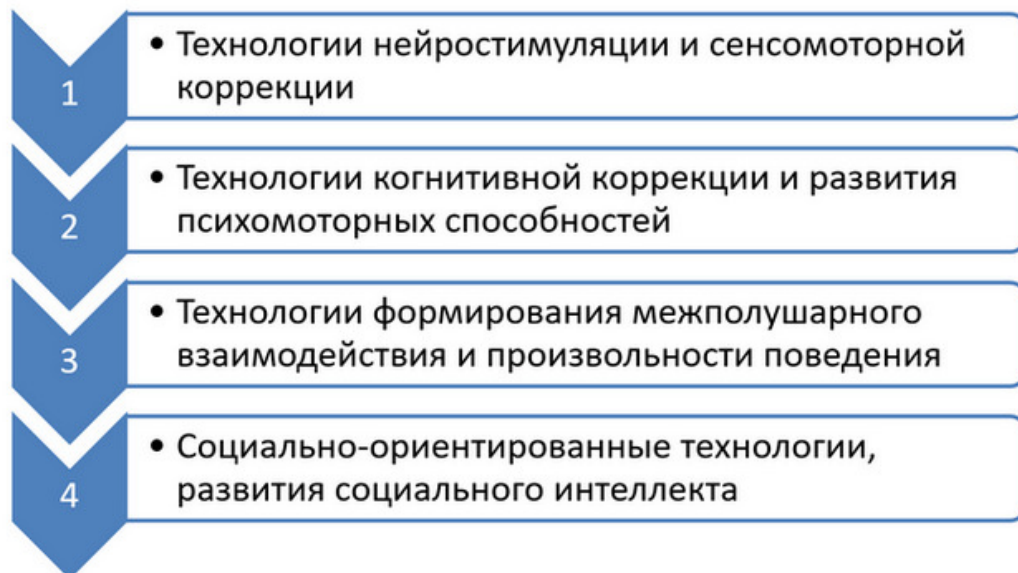 1
• Технологии нейростимуляции и сенсомоторной
коррекции
2
• Технологии когнитивной коррекции и развития
психомоторных способностей
3
• Технологии формирования межполушарного
взаимодействия и произвольности поведения
4
• Социально-ориентированные технологии,
развития социального интеллекта